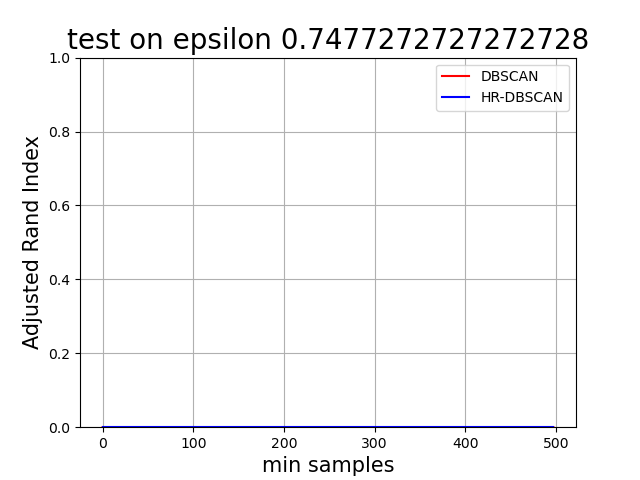 test on epsilon 0.7477272727272728
DBSCAN
HR-DBSCAN
Adjusted Rand Index
1.0
0.8
0.6
0.4
0.2
0.0
0 100 200 300 400 500
min samples